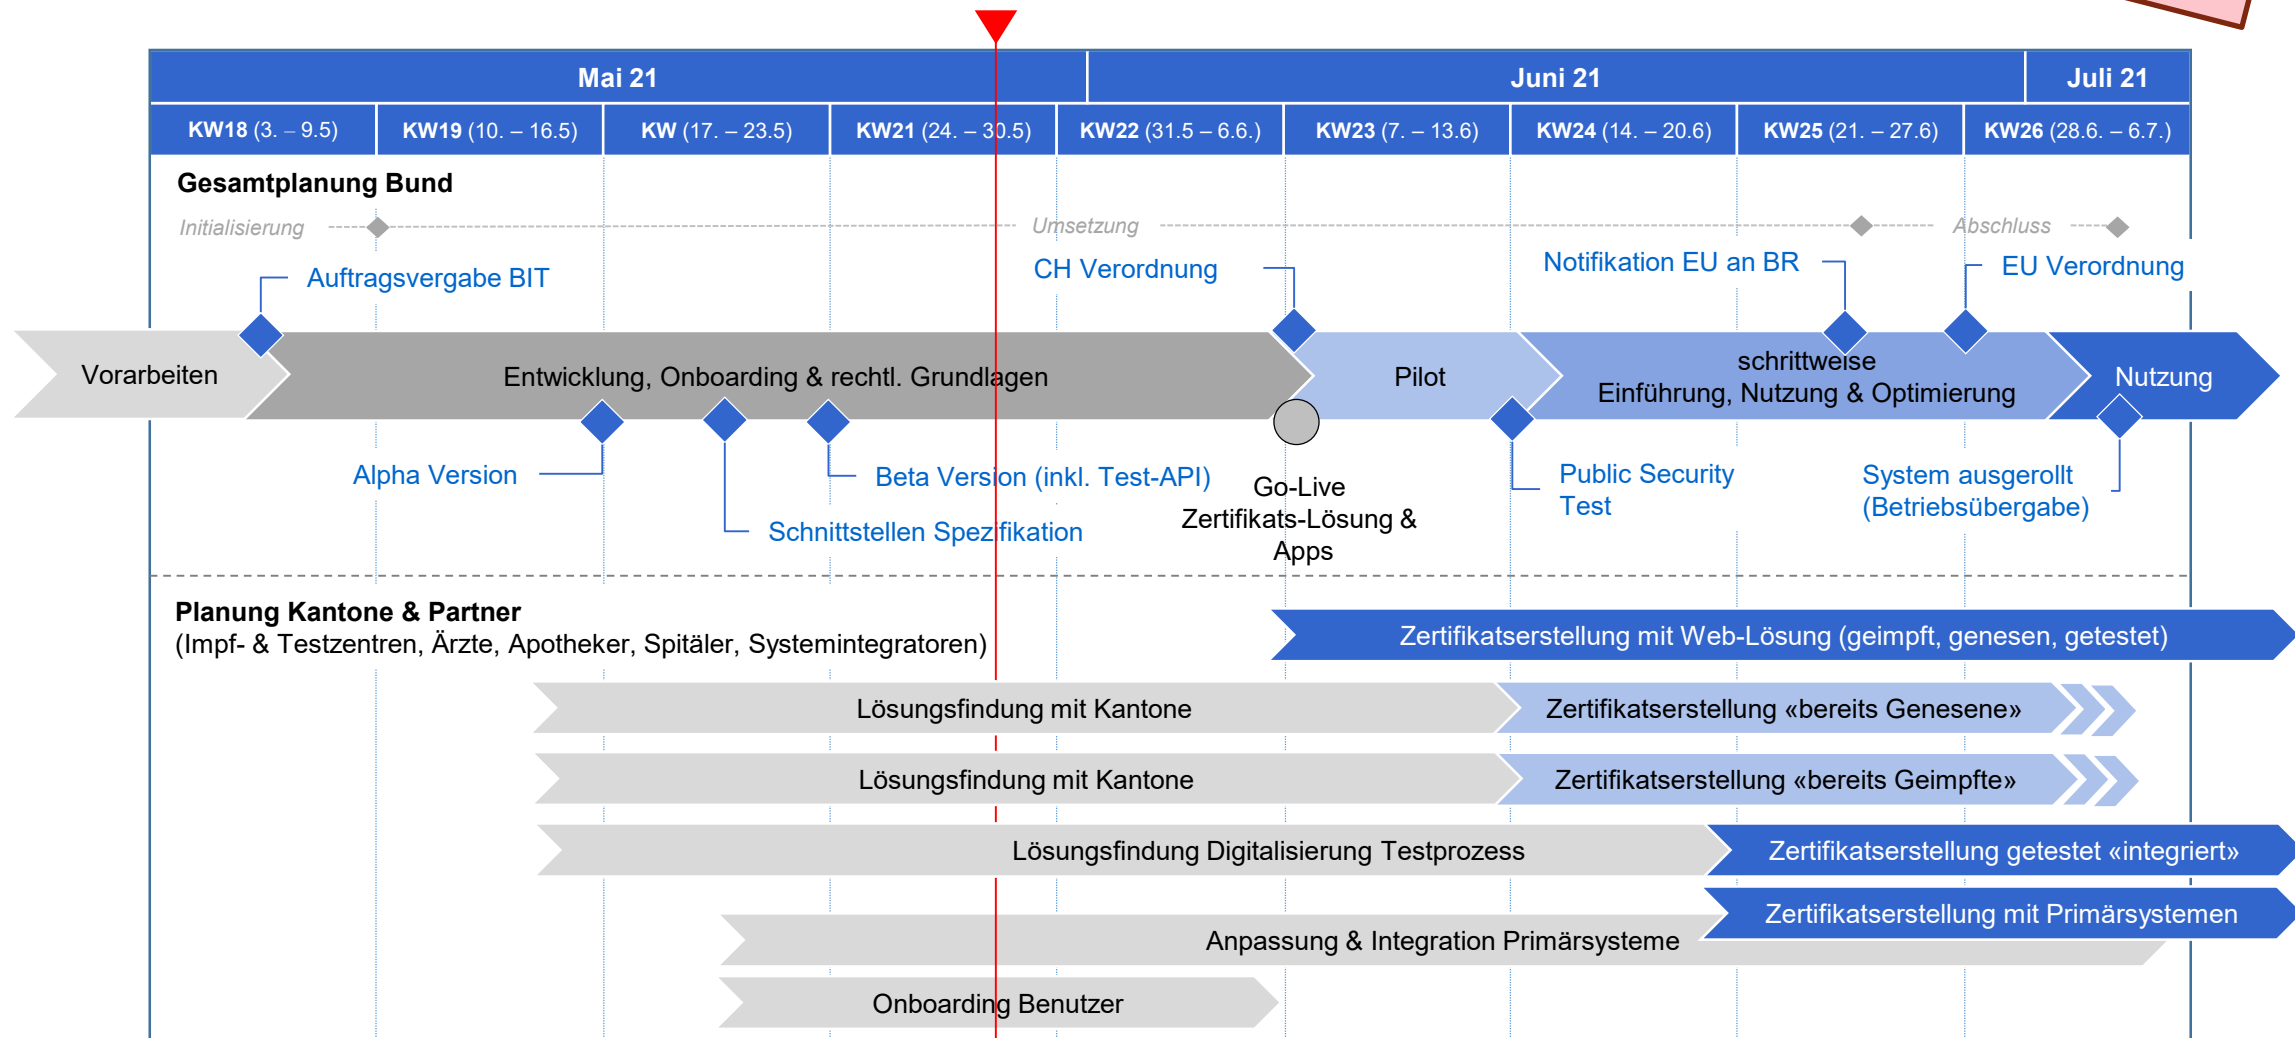 Mai 21
Juni 21
Juli 21
KW18 (3. – 9.5)
KW19 (10. – 16.5)
KW (17. – 23.5)
KW21 (24. – 30.5)
KW22 (31.5 – 6.6.)
KW23 (7. – 13.6)
KW24 (14. – 20.6)
KW25 (21. – 27.6)
KW26 (28.6. – 6.7.)
Gesamtplanung Bund
Initialisierung
Umsetzung
Abschluss
Auftragsvergabe BIT
CH Verordnung
Notifikation EU an BR
EU Verordnung
Vorarbeiten
Entwicklung, Onboarding & rechtl. Grundlagen
Pilot
schrittweise
Einführung, Nutzung & Optimierung
Nutzung
Alpha Version
Beta Version (inkl. Test-API)
Schnittstellen Spezifikation
Go-Live
Zertifikats-Lösung &
Apps
Public Security
Test
System ausgerollt
(Betriebsübergabe)
Planung Kantone & Partner
(Impf- & Testzentren, Ärzte, Apotheker, Spitäler, Systemintegratoren)
Zertifikatserstellung mit Web-Lösung (geimpft, genesen, getestet)
Lösungsfindung mit Kantone
Zertifikatserstellung «bereits Genesene»
Lösungsfindung mit Kantone
Zertifikatserstellung «bereits Geimpfte»
Lösungsfindung Digitalisierung Testprozess
Zertifikatserstellung getestet «integriert»
Zertifikatserstellung mit Primärsystemen
Anpassung & Integration Primärsysteme
Onboarding Benutzer